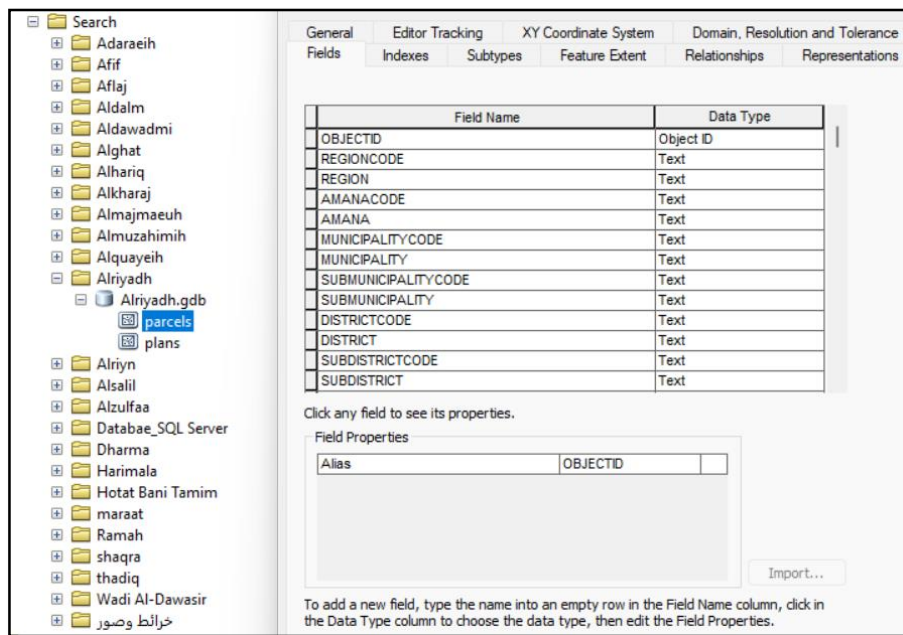 Search
Adaraeih
Afif
Aflaj
Aldalm
Aldawadmi
Alghat
Alhariq
Alkharaj
Almajmaeuh
Almuzahimih
Alquayeih
Alriyadh
Alriyadh.gdb
parcels
plans
Alriyn
Alsalil
Alzulfaa
Databae_SQL Server
Dharma
Harimala
Hotat Bani Tamim
maraat
Ramah
shaqra
thadiq
Wadi Al-Dawasir
خرائط وصور
General Editor Tracking XY Coordinate System Domain, Resolution and Tolerance
Fields Indexes Subtypes Feature Extent Relationships Representations
Field Name Data Type
OBJECTID Object ID
REGIONCODE Text
REGION Text
AMANACODE Text
AMANA Text
MUNICIPALITYCODE Text
MUNICIPALITY Text
SUBMUNICIPALITYCODE Text
SUBMUNICIPALITY Text
DISTRICTCODE Text
DISTRICT Text
SUBDISTRICTCODE Text
SUBDISTRICT Text
Click any field to see its properties.
Field Properties
Alias OBJECTID
Import...
To add a new field, type the name into an empty row in the Field Name column, click in
the Data Type column to choose the data type, then edit the Field Properties.